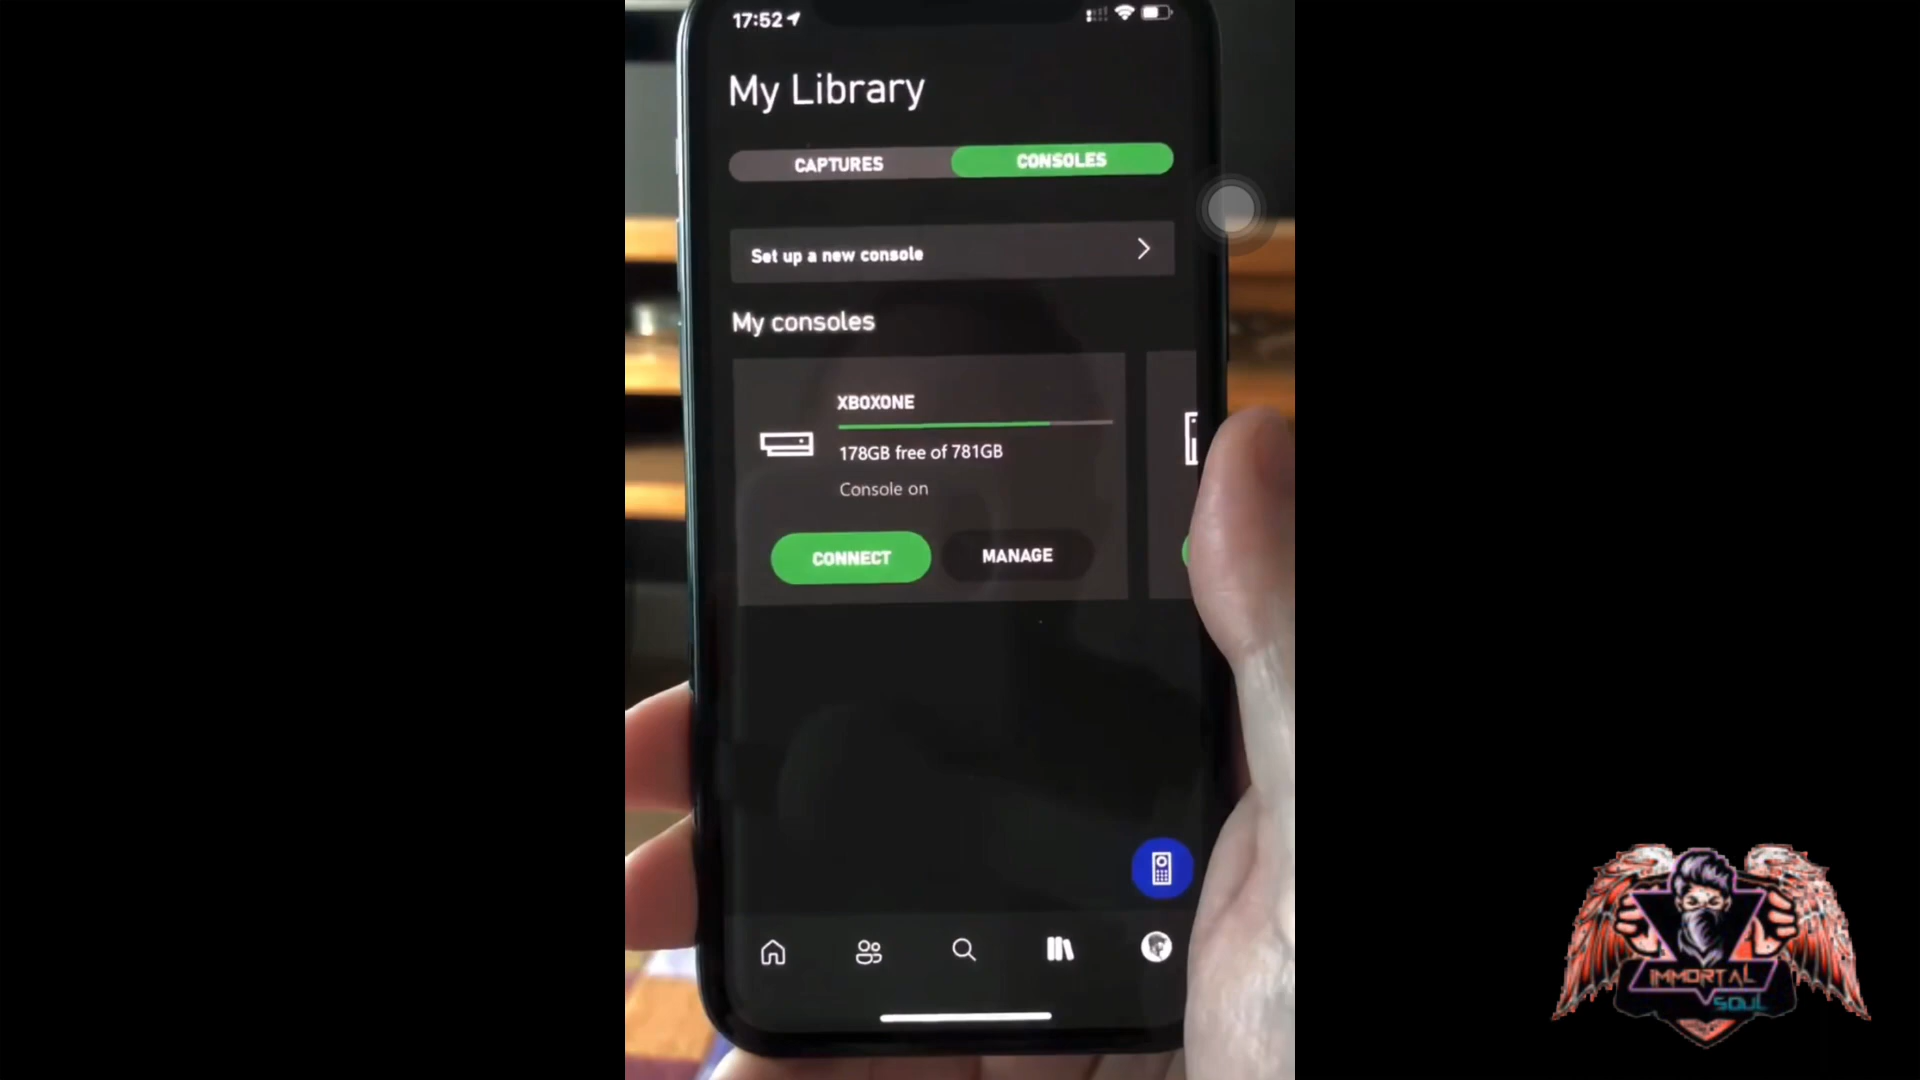 17:52
My Library
CAPTURES
CONSOLES
Set up a new console
My consoles
XBOXONE
178GB free of 781GB
Console on
CONNECT
MANAGE
IMMORTAL
SOUL